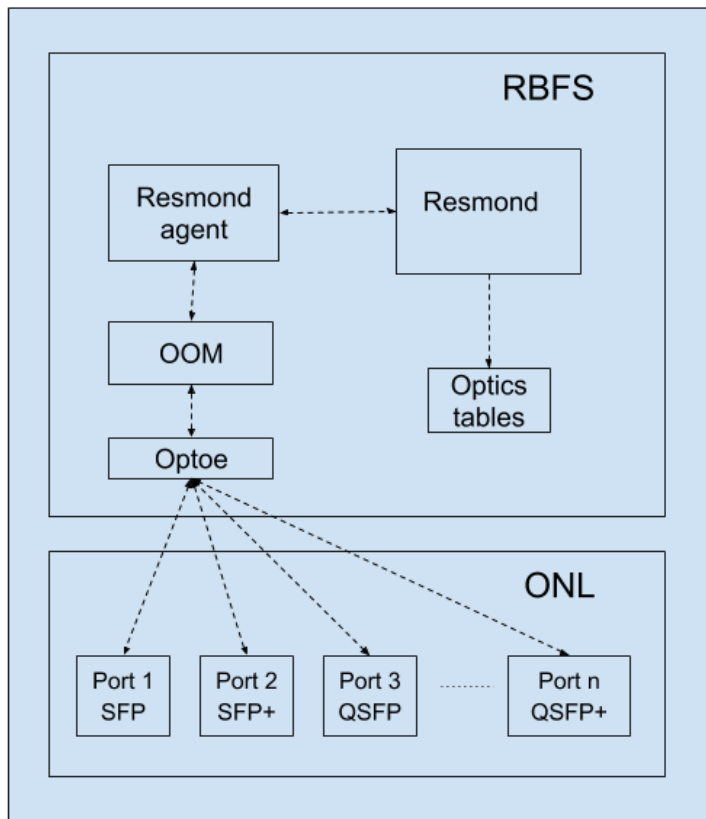 RBFS
Resmond
agent
Resmond
OOM
Optics
tables
Optoe
ONL
Port 1
SFP
Port 2
SFP+
Port 3
QSFP
Port n
QSFP+